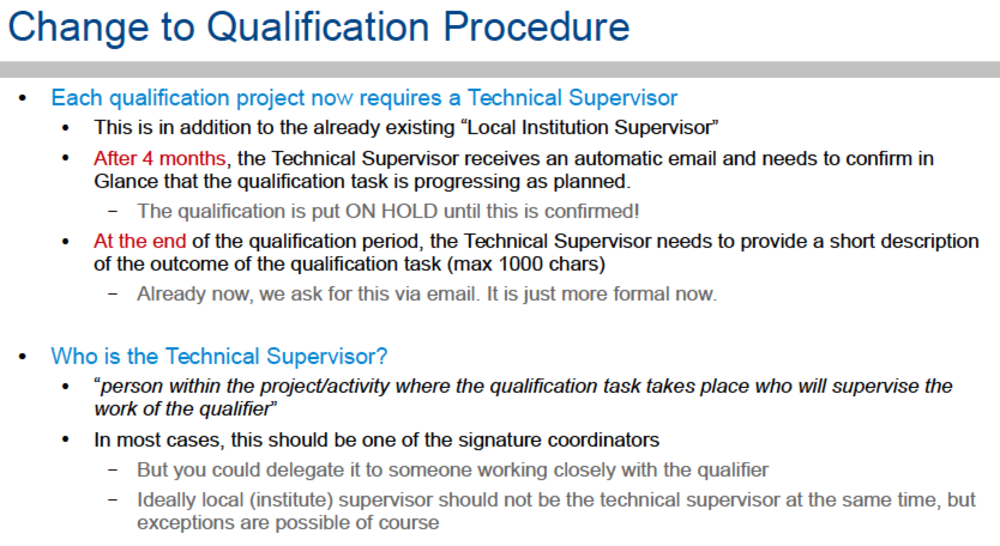 Change to Qualification Procedure
• Each qualification project now requires a Technical Supervisor
• This is in addition to the already existing “Local Institution Supervisor”
• After 4 months, the Technical Supervisor receives an automatic email and needs to confirm in
Glance that the qualification task is progressing as planned.
– The qualification is put ON HOLD until this is confirmed!
• At the end of the qualification period, the Technical Supervisor needs to provide a short description
of the outcome of the qualification task (max 1000 chars)
– Already now, we ask for this via email. It is just more formal now.
• Who is the Technical Supervisor?
• “person within the project/activity where the qualification task takes place who will supervise the
work of the qualifier”
• In most cases, this should be one of the signature coordinators
– But you could delegate it to someone working closely with the qualifier
– Ideally local (institute) supervisor should not be the technical supervisor at the same time, but
exceptions are possible of course